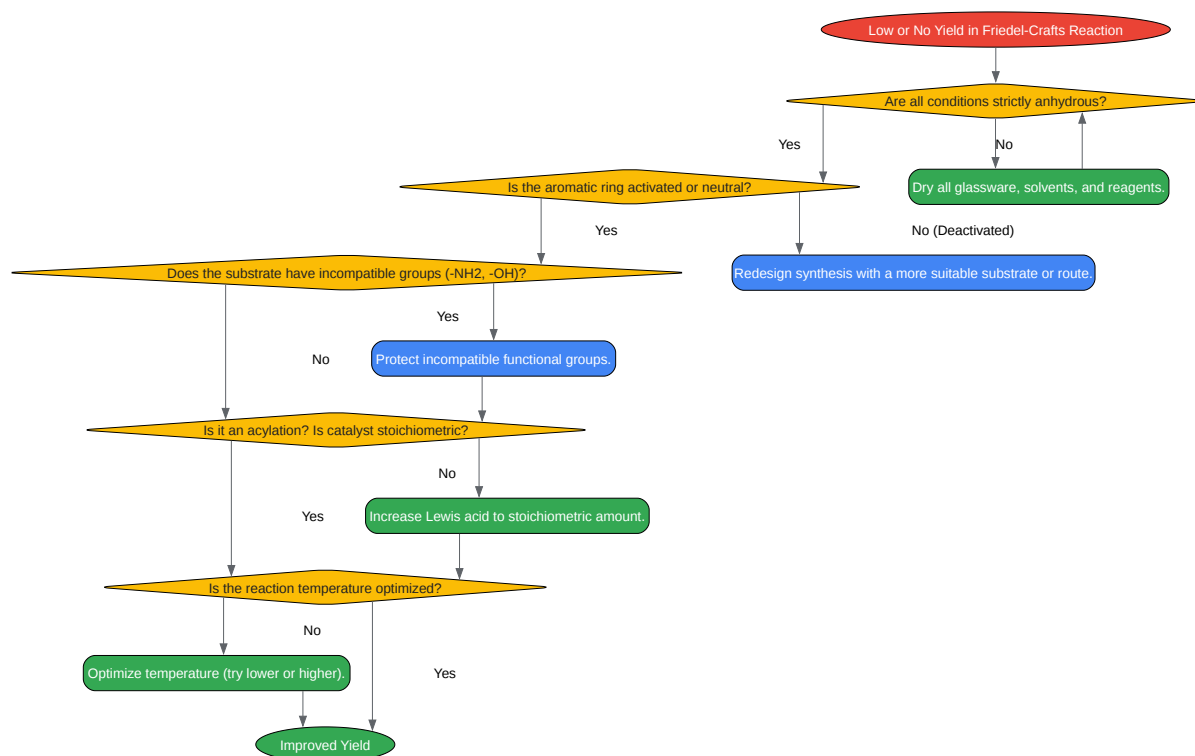 Low or No Yield in Friedel-Crafts Reaction
Are all conditions strictly anhydrous?
Yes
No
Is the aromatic ring activated or neutral?
Dry all glassware, solvents, and reagents.
Yes
No (Deactivated)
Does the substrate have incompatible groups (-NH2, -OH)?
Redesign synthesis with a more suitable substrate or route.
Yes
No
Protect incompatible functional groups.
Is it an acylation? Is catalyst stoichiometric?
No
Yes
Increase Lewis acid to stoichiometric amount.
Is the reaction temperature optimized?
No
Optimize temperature (try lower or higher).
Yes
Improved Yield